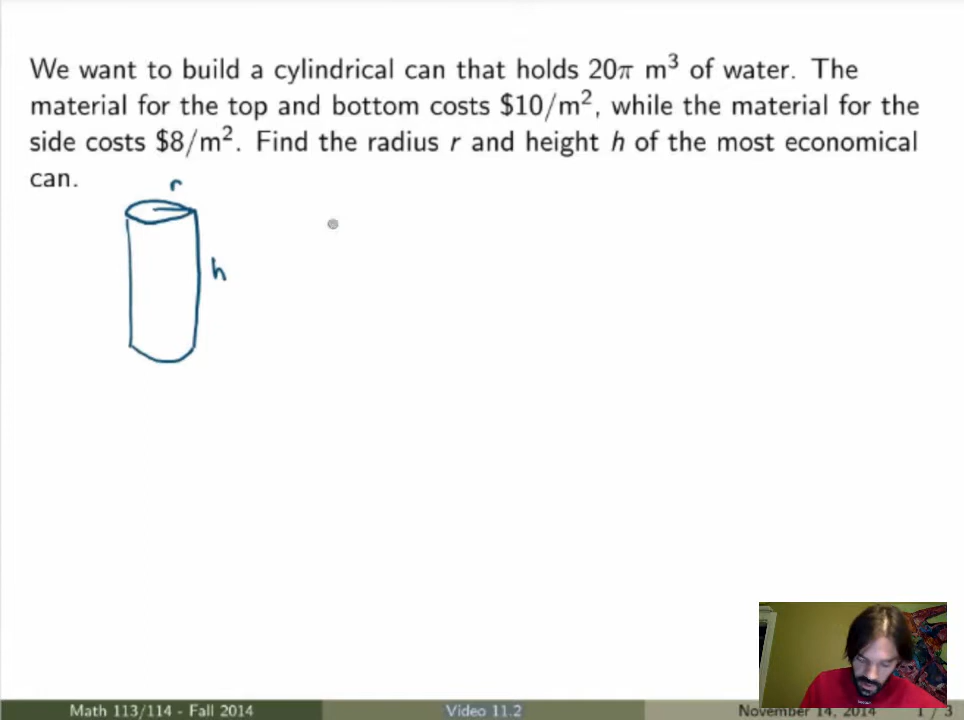 We want to build a cylindrical can that holds 20π m³ of water. The
material for the top and bottom costs $10/m², while the material for the
side costs $8/m². Find the radius r and height h of the most economical
can.
r
h
Math 113/114 - Fall 2014
Video 11.2
November 14, 2014
1 / 3